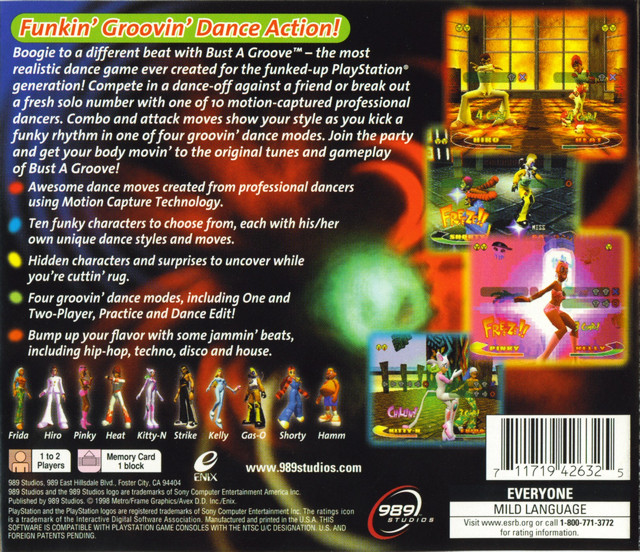 Funkin' Groovin' Dance Action!
Boogie to a different beat with Bust A Groove™ – the most
realistic dance game ever created for the funked-up PlayStation®
generation! Compete in a dance-off against a friend or break out
a fresh solo number with one of 10 motion-captured professional
dancers. Combo and attack moves show your style as you kick a
funky rhythm in one of four groovin' dance modes. Join the party
and get your body movin' to the original tunes and gameplay
of Bust A Groove!
Awesome dance moves created from professional dancers
using Motion Capture Technology.
Ten funky characters to choose from, each with his/her
own unique dance styles and moves.
Hidden characters and surprises to uncover while
you're cuttin' rug.
Four groovin' dance modes, including One and
Two-Player, Practice and Dance Edit!
Bump up your flavor with some jammin' beats,
including hip-hop, techno, disco and house.
HIRO HEAT
FREEZE!!
SHORTY
MISS
FREEZE!!
PINKY KELLY
KITTY-N
Frida Hiro Pinky Heat Kitty-N Strike Kelly Gas-O Shorty Hamm
1 to 2
Players
Memory Card
1 block
ENIX
www.989studios.com
989 Studios, 989 East Hillsdale Blvd., Foster City, CA 94404
989 Studios and the 989 Studios logo are trademarks of Sony Computer Entertainment America Inc.
Published by 989 Studios. © 1998 Metro/Frame Graphics/Avex D.D. Inc./Enix.
PlayStation and the PlayStation logos are registered trademarks of Sony Computer Entertainment Inc. The ratings icon
is a trademark of the Interactive Digital Software Association. Manufactured and printed in the U.S.A. THIS
SOFTWARE IS COMPATIBLE WITH PLAYSTATION GAME CONSOLES WITH THE NTSC U/C DESIGNATION. U.S. AND
FOREIGN PATENTS PENDING.
989
STUDIOS
7 11719 42632 5
EVERYONE
MILD LANGUAGE
Visit www.esrb.org or call 1-800-771-3772
for rating information.